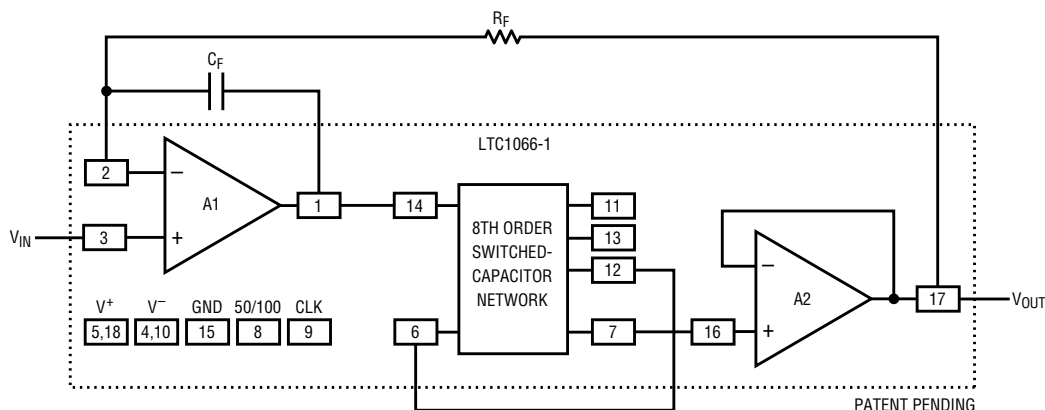 RF
CF
LTC1066-1
2
−
A1
1
14
8TH ORDER
SWITCHED-
CAPACITOR
NETWORK
11
13
12
VIN
3
+
−
A2
17
VOUT
V+
V−
GND
50/100
CLK
5,18
4,10
15
8
9
6
7
16
+
PATENT PENDING